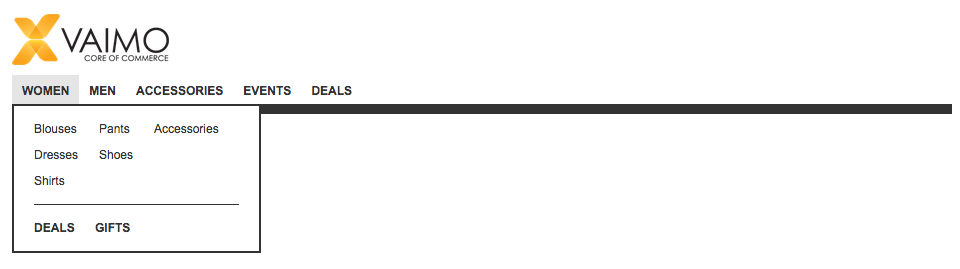 VAIMO
CORE OF COMMERCE
WOMEN MEN ACCESSORIES EVENTS DEALS
Blouses Pants Accessories
Dresses Shoes
Shirts
DEALS GIFTS